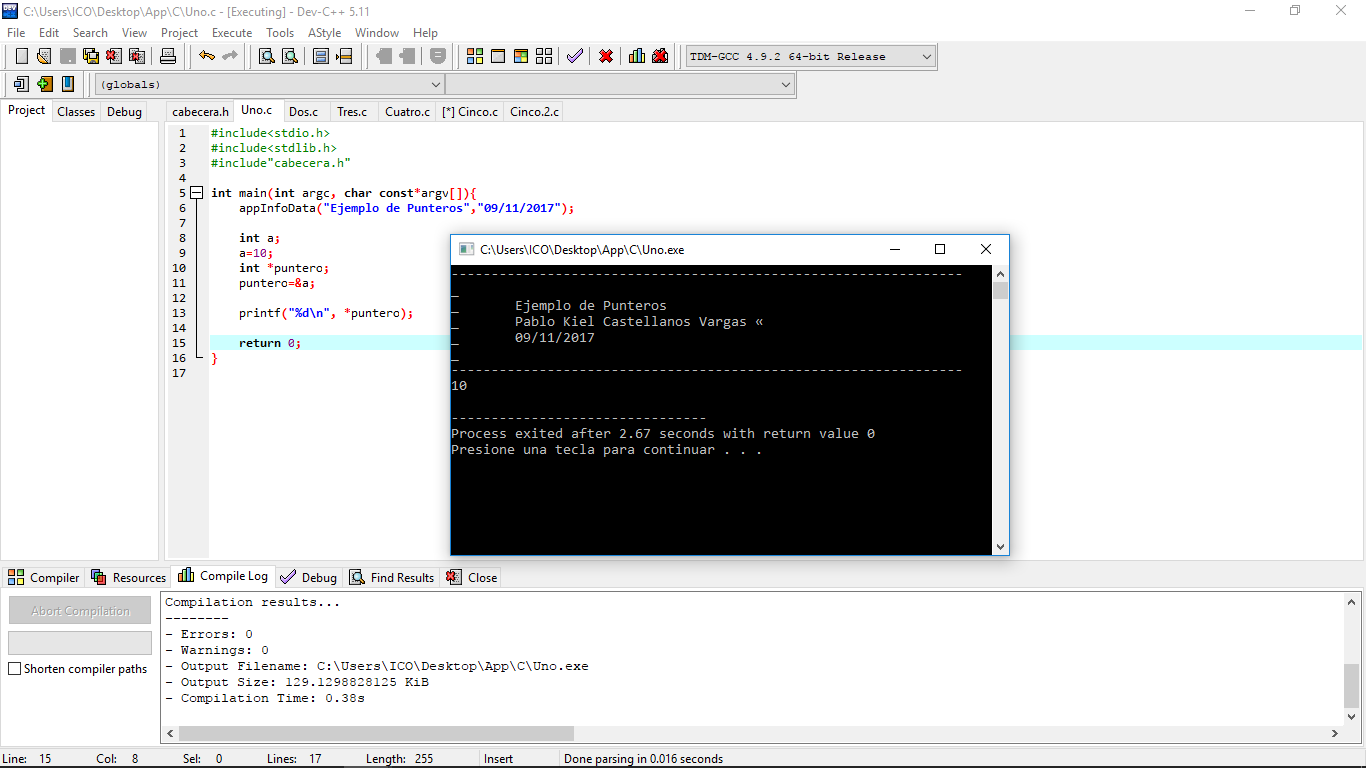 C:\Users\ICO\Desktop\App\C\Uno.c - [Executing] - Dev-C++ 5.11
File Edit Search View Project Execute Tools AStyle Window Help
TDM-GCC 4.9.2 64-bit Release
(globals)
Project Classes Debug
cabecera.h Uno.c Dos.c Tres.c Cuatro.c [*] Cinco.c Cinco.2.c
1 #include<stdio.h>
2 #include<stdlib.h>
3 #include"cabecera.h"
4
5 int main(int argc, char const*argv[]){
6 appInfoData("Ejemplo de Punteros","09/11/2017");
7
8 int a;
9 a=10;
10 int *puntero;
11 puntero=&a;
12
13 printf("%d\n", *puntero);
14
15 return 0;
16 }
17
C:\Users\ICO\Desktop\App\C\Uno.exe
----------------------------------------------------------------
_
_ Ejemplo de Punteros
_ Pablo Kiel Castellanos Vargas «
_ 09/11/2017
_
----------------------------------------------------------------
10
--------------------------------
Process exited after 2.67 seconds with return value 0
Presione una tecla para continuar . . .
Compiler Resources Compile Log Debug Find Results Close
Abort Compilation
Shorten compiler paths
Compilation results...
--------
- Errors: 0
- Warnings: 0
- Output Filename: C:\Users\ICO\Desktop\App\C\Uno.exe
- Output Size: 129.1298828125 KiB
- Compilation Time: 0.38s
Line: 15 Col: 8 Sel: 0 Lines: 17 Length: 255 Insert Done parsing in 0.016 seconds